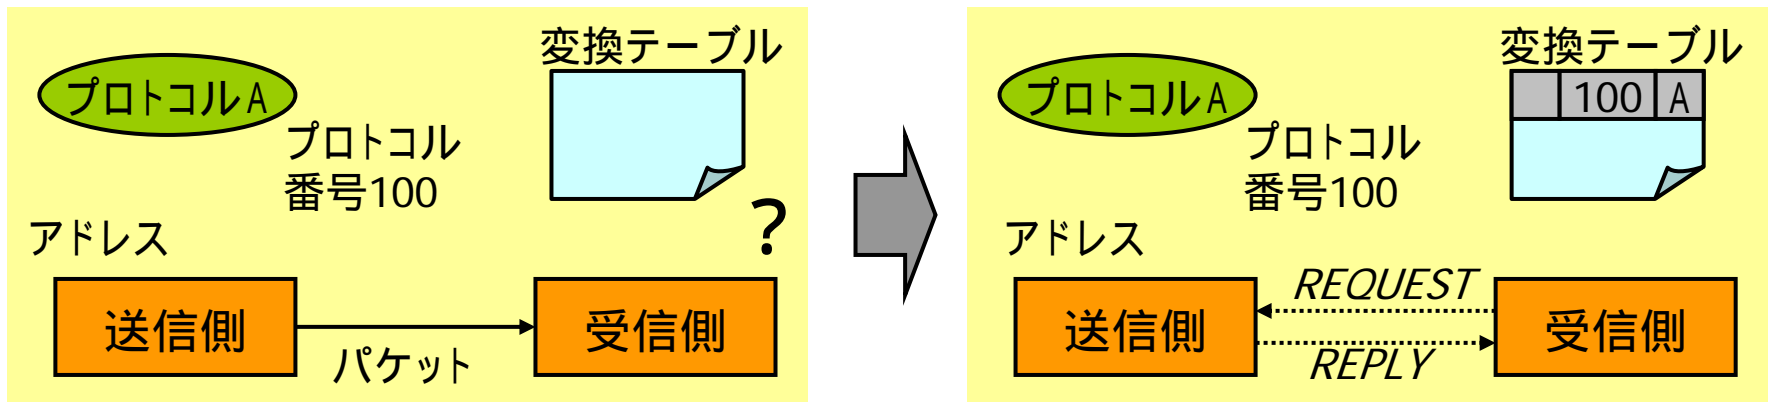 変換テーブル
プロトコルA
プロトコル
番号100
?
アドレス
送信側
受信側
パケット
変換テーブル
プロトコルA
100 A
プロトコル
番号100
アドレス
REQUEST
送信側
受信側
REPLY